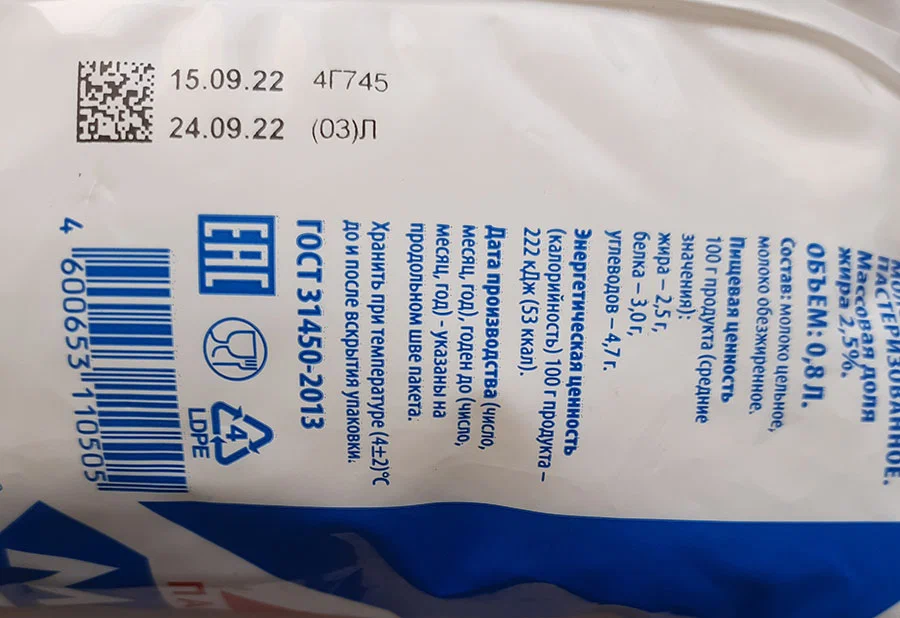 15.09.22 4Г745
24.09.22 (03)Л
ПАСТЕРИЗОВАННОЕ.
Массовая доля
жира 2,5%.
ОБЪЕМ: 0,8 Л.
Состав: молоко цельное,
молоко обезжиренное.
Пищевая ценность
100 г продукта (средние
значения):
жира – 2,5 г,
белка – 3,0 г,
углеводов – 4,7 г.
Энергетическая ценность
(калорийность) 100 г продукта –
222 кДж (53 ккал).
Дата производства (число,
месяц, год), годен до (число,
месяц, год) - указаны на
продольном шве пакета.
Хранить при температуре (4±2)°С
до и после вскрытия упаковки.
ГОСТ 31450-2013
ЕАС
4
LDPE
4 600653 110505